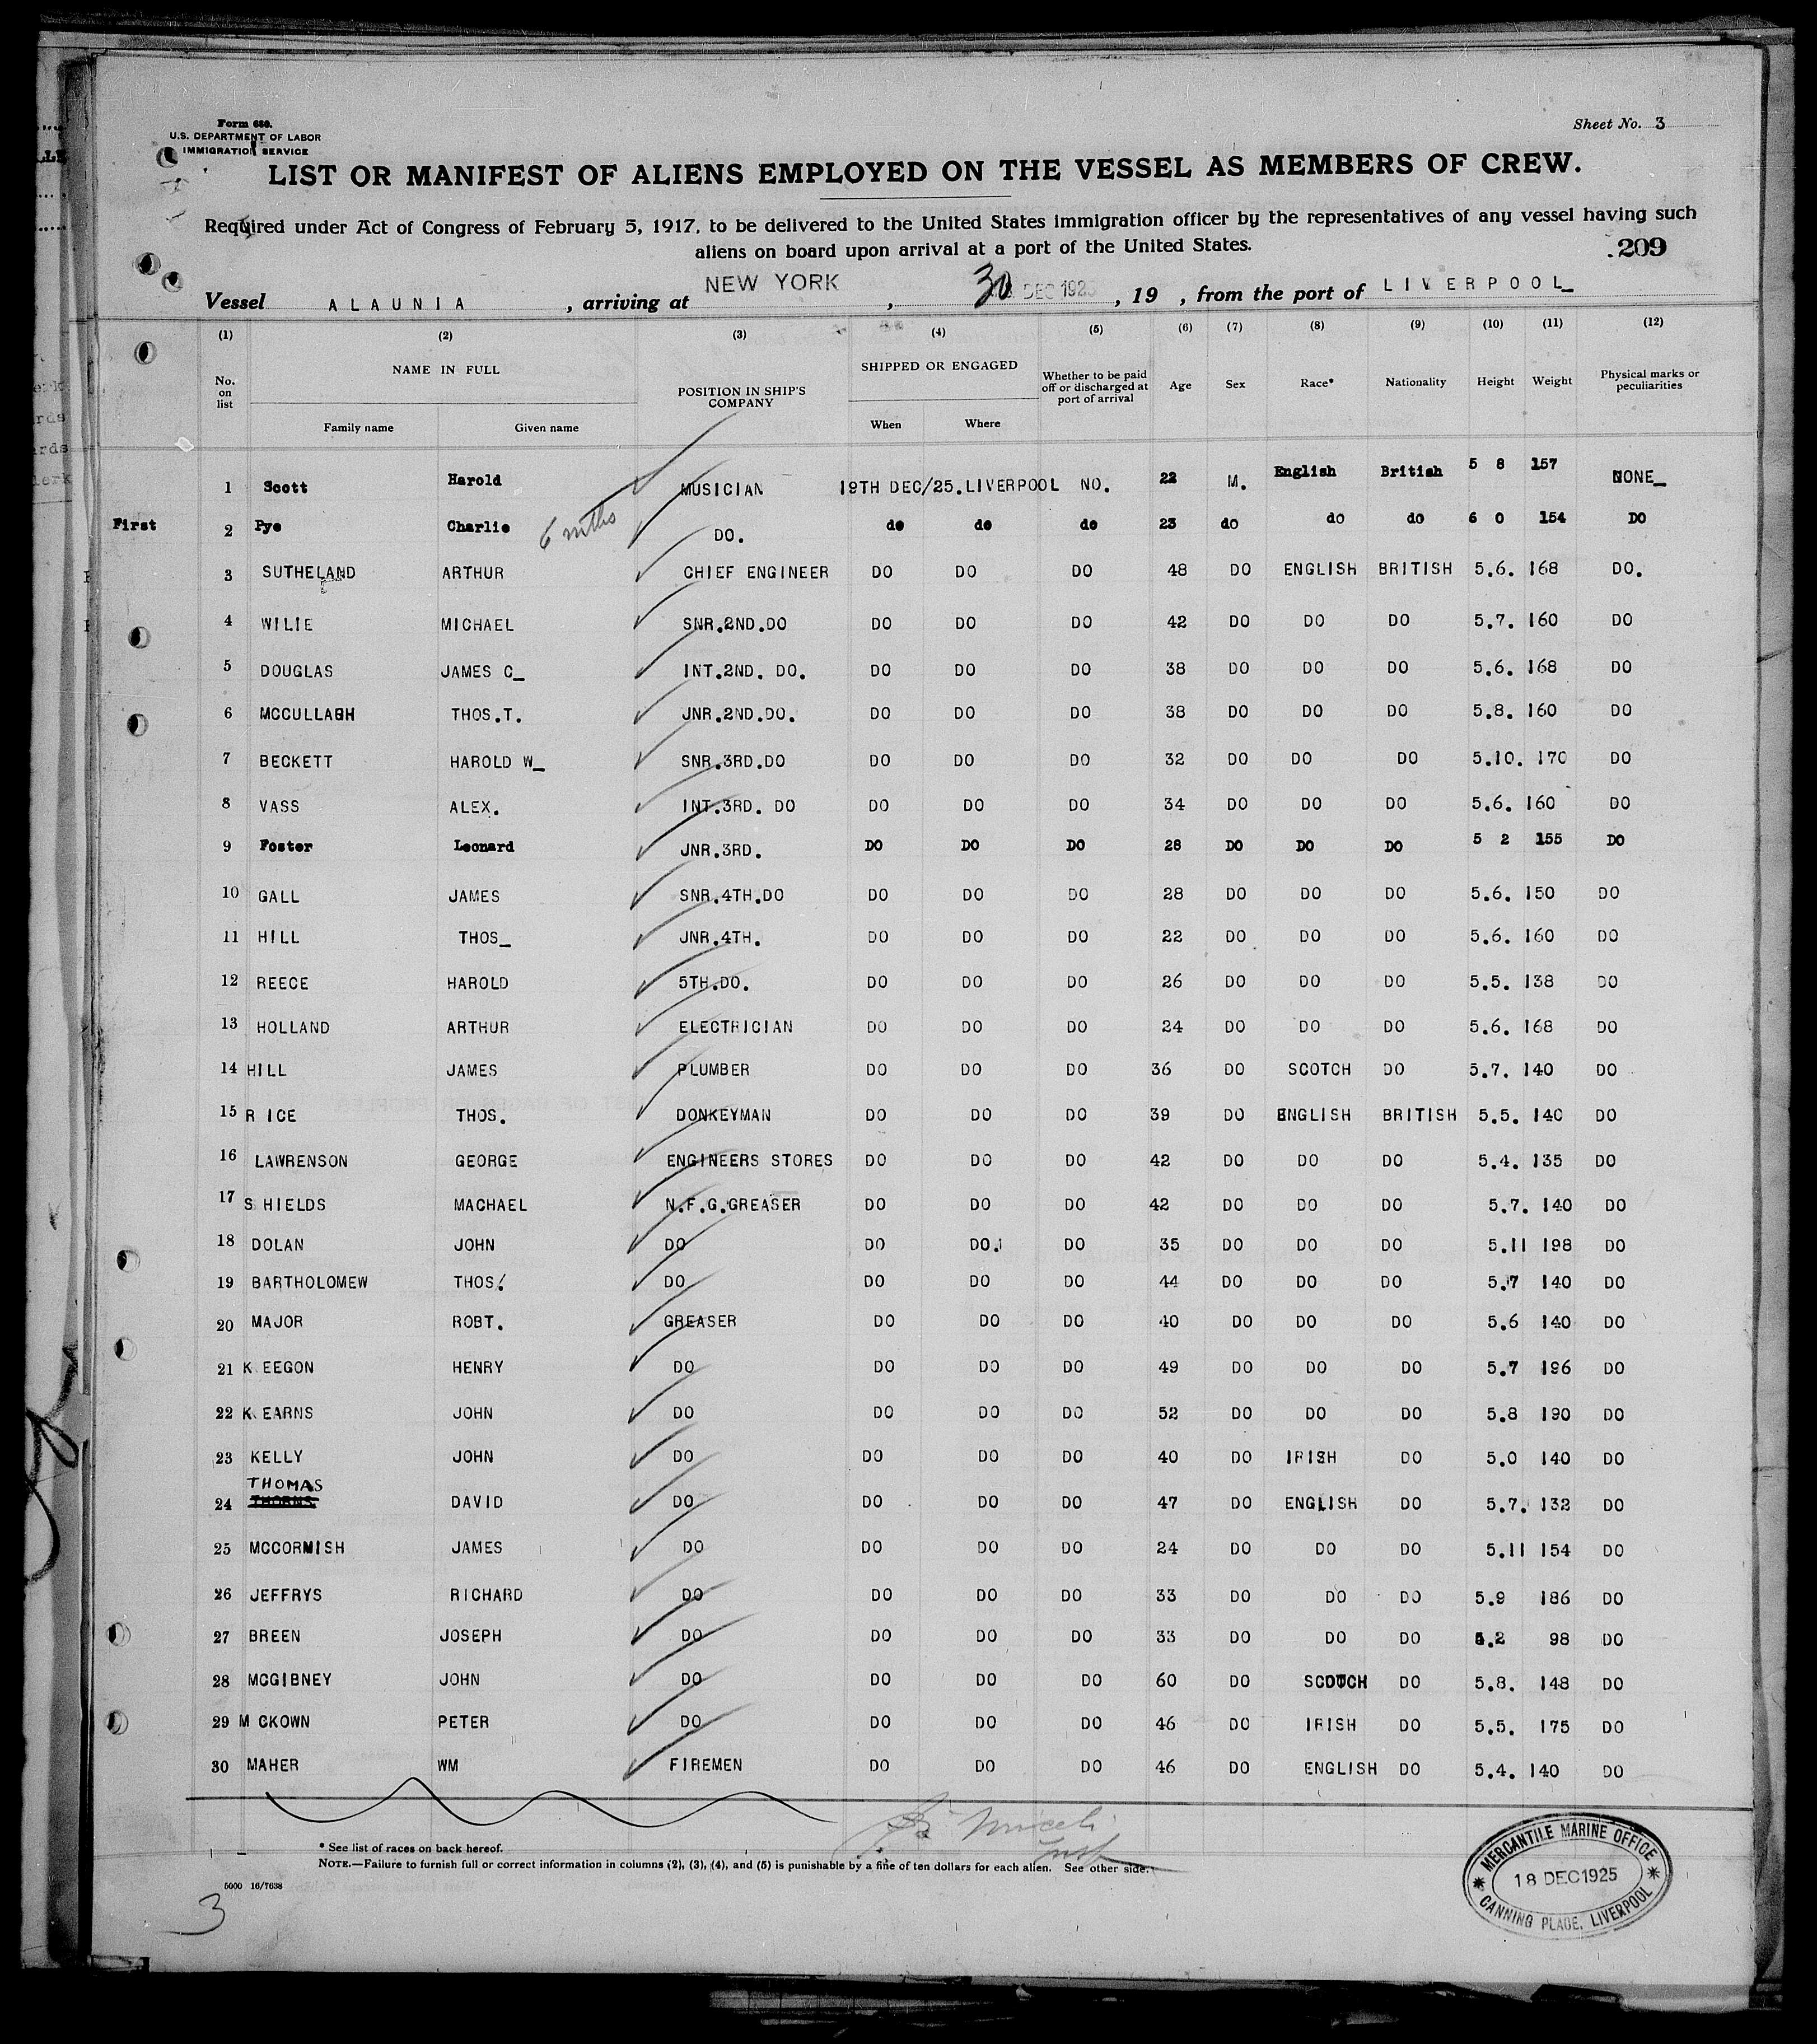 Form 680.
U.S. DEPARTMENT OF LABOR
IMMIGRATION SERVICE
Sheet No. 3
LIST OR MANIFEST OF ALIENS EMPLOYED ON THE VESSEL AS MEMBERS OF CREW.
Required under Act of Congress of February 5, 1917, to be delivered to the United States immigration officer by the representatives of any vessel having such
aliens on board upon arrival at a port of the United States.
209
Vessel ALAUNIA, arriving at NEW YORK, 30 DEC 1925, 19 , from the port of LIVERPOOL_
(1) (2) (3) (4) (5) (6) (7) (8) (9) (10) (11) (12)
No. on list NAME IN FULL Family name Given name POSITION IN SHIP'S COMPANY SHIPPED OR ENGAGED When Where Whether to be paid off or discharged at port of arrival Age Sex Race* Nationality Height Weight Physical marks or peculiarities
1 Scott Harold MUSICIAN 19TH DEC/25. LIVERPOOL NO. 22 M. English British 5 8 157 NONE_
First 2 Pye Charlie 6 mths DO. do do do 23 do do do 6 0 154 DO
3 SUTHELAND ARTHUR CHIEF ENGINEER DO DO DO 48 DO ENGLISH BRITISH 5.6. 168 DO.
4 WILIE MICHAEL SNR.2ND.DO DO DO DO 42 DO DO DO 5.7. 160 DO
5 DOUGLAS JAMES C_ INT.2ND. DO. DO DO DO 38 DO DO DO 5.6. 168 DO
6 MCCULLAGH THOS.T. JNR.2ND.DO. DO DO DO 38 DO DO DO 5.8. 160 DO
7 BECKETT HAROLD W_ SNR.3RD.DO DO DO DO 32 DO DO DO 5.10. 170 DO
8 VASS ALEX. INT.3RD. DO DO DO DO 34 DO DO DO 5.6. 160 DO
9 Foster Leonard JNR.3RD. DO DO DO 28 DO DO DO 5 2 155 DO
10 GALL JAMES SNR.4TH.DO DO DO DO 28 DO DO DO 5.6. 150 DO
11 HILL THOS_ JNR.4TH. DO DO DO 22 DO DO DO 5.6. 160 DO
12 REECE HAROLD 5TH.DO. DO DO DO 26 DO DO DO 5.5. 138 DO
13 HOLLAND ARTHUR ELECTRICIAN DO DO DO 24 DO DO DO 5.6. 168 DO
14 HILL JAMES PLUMBER DO DO DO 36 DO SCOTCH DO 5.7. 140 DO
15 R ICE THOS. DONKEYMAN DO DO DO 39 DO ENGLISH BRITISH 5.5. 140 DO
16 LAWRENSON GEORGE ENGINEERS STORES DO DO DO 42 DO DO DO 5.4. 135 DO
17 S HIELDS MACHAEL N.F.G.GREASER DO DO DO 42 DO DO DO 5.7. 140 DO
18 DOLAN JOHN DO DO DO. DO 35 DO DO DO 5.11 198 DO
19 BARTHOLOMEW THOS. DO DO DO DO 44 DO DO DO 5.7 140 DO
20 MAJOR ROBT. GREASER DO DO DO 40 DO DO DO 5.6 140 DO
21 K EEGON HENRY DO DO DO DO 49 DO DO DO 5.7 196 DO
22 K EARNS JOHN DO DO DO DO 52 DO DO DO 5.8 190 DO
23 KELLY JOHN DO DO DO DO 40 DO IRISH DO 5.0 140 DO
THOMAS
24 THORNS DAVID DO DO DO DO 47 DO ENGLISH DO 5.7. 132 DO
25 MCCORMISH JAMES DO DO DO DO 24 DO DO DO 5.11 154 DO
26 JEFFRYS RICHARD DO DO DO DO 33 DO DO DO 5.9 186 DO
27 BREEN JOSEPH DO DO DO DO 33 DO DO DO 5.2 98 DO
28 MCGIBNEY JOHN DO DO DO DO 60 DO SCOTCH DO 5.8. 148 DO
29 M CKOWN PETER DO DO DO DO 46 DO IRISH DO 5.5. 175 DO
30 MAHER WM FIREMEN DO DO DO 46 DO ENGLISH DO 5.4. 140 DO
* See list of races on back hereof.
NOTE.—Failure to furnish full or correct information in columns (2), (3), (4), and (5) is punishable by a fine of ten dollars for each alien. See other side.
5000 16/7638
3
MERCANTILE MARINE OFFICE
18 DEC 1925
CANNING PLACE, LIVERPOOL